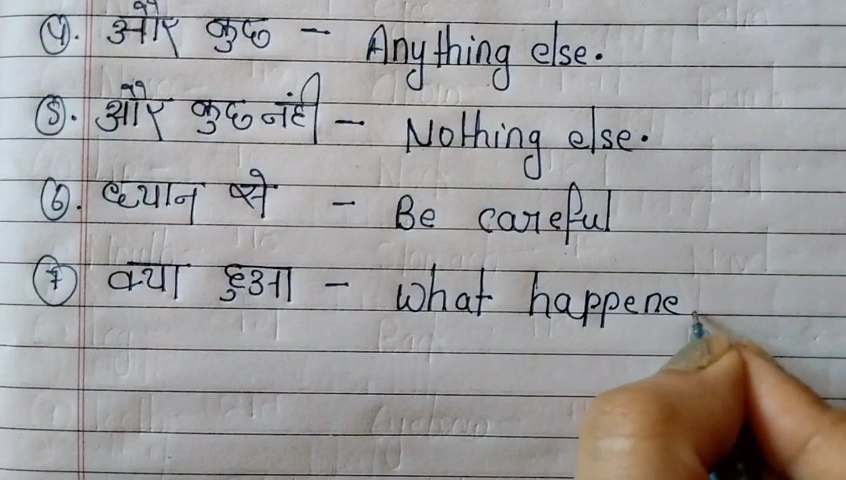 4. और कुछ - Anything else.
5. और कुछ नहीं - Nothing else.
6. ध्यान से - Be careful
7. क्या हुआ - What happene